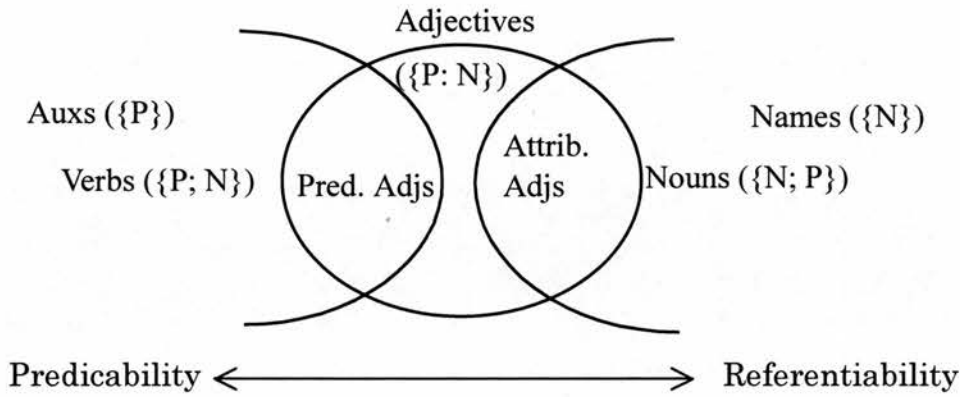 Adjectives
({P: N})
Auxs ({P})
Names ({N})
Verbs ({P; N})
Pred. Adjs
Attrib.
Adjs
Nouns ({N; P})
Predicability
Referentiability